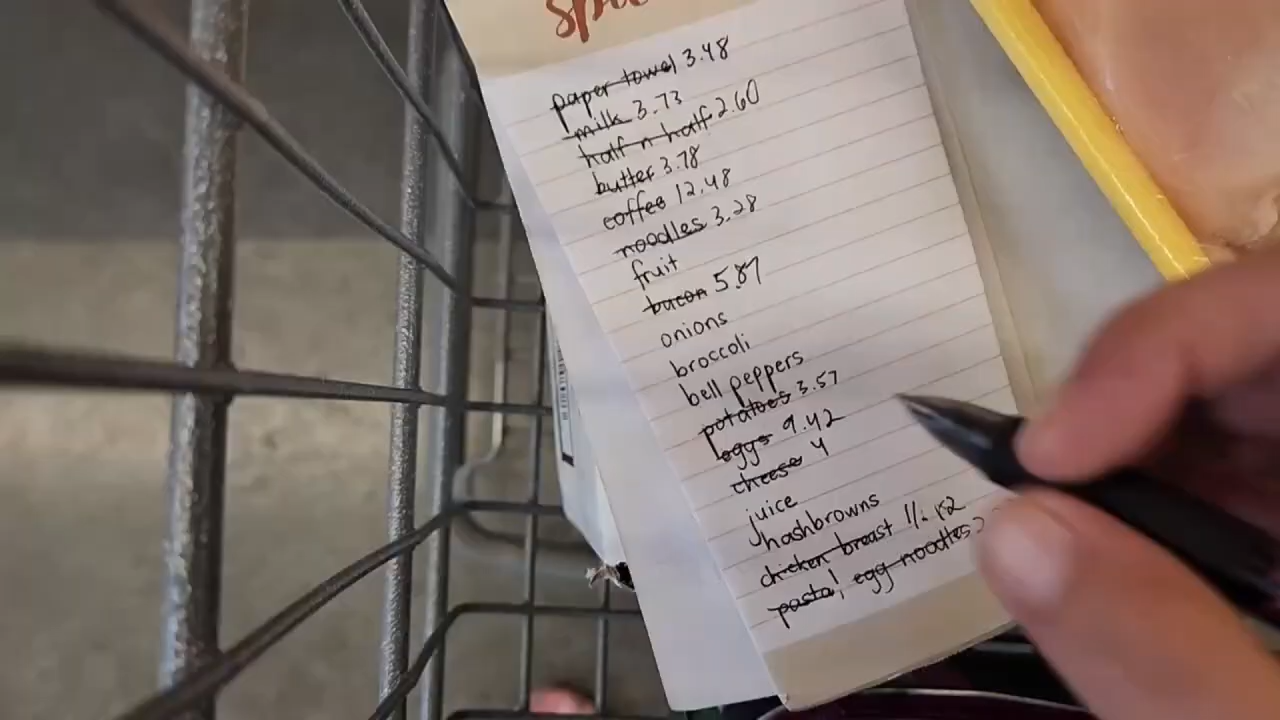 paper towel 3.48
milk 3.73
half n half 2.60
butter 3.78
coffee 12.48
noodles 3.28
fruit
bacon 5.87
onions
broccoli
bell peppers
potatoes 3.57
eggs 9.42
cheese 4
juice
hashbrowns
chicken breast
pasta, egg noodles